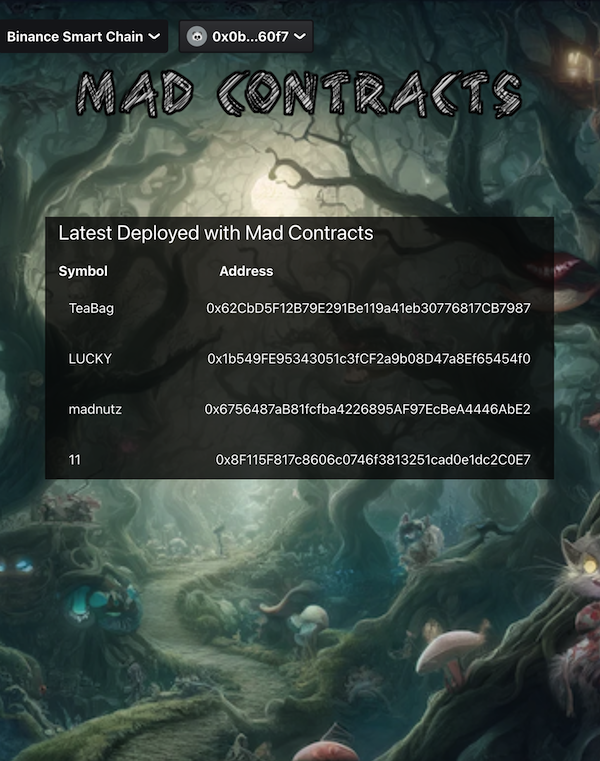 Binance Smart Chain
0x0b...60f7
MAD CONTRACTS
Latest Deployed with Mad Contracts
Symbol Address
TeaBag 0x62CbD5F12B79E291Be119a41eb30776817CB7987
LUCKY 0x1b549FE95343051c3fCF2a9b08D47a8Ef65454f0
madnutz 0x6756487aB81fcfba4226895AF97EcBeA4446AbE2
11 0x8F115F817c8606c0746f3813251cad0e1dc2C0E7